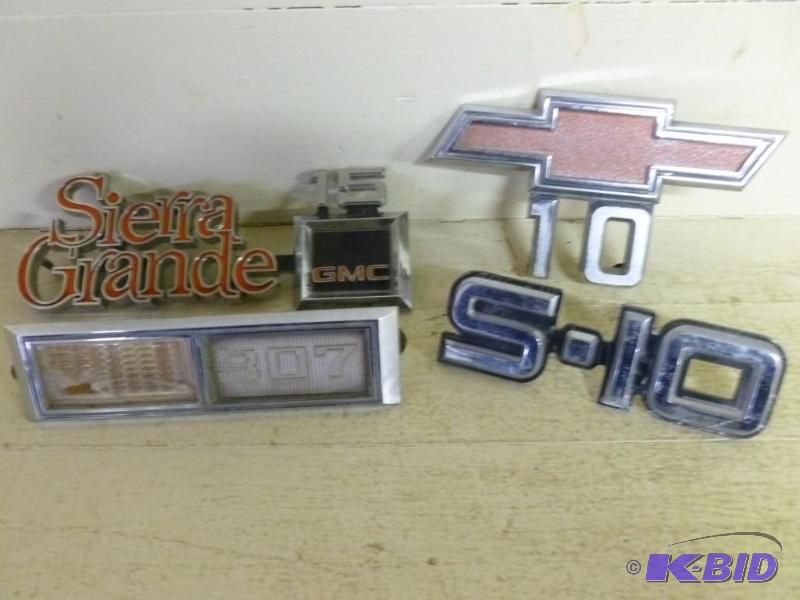 Sierra
Grande
15
GMC
307
10
S-10
© K-BID